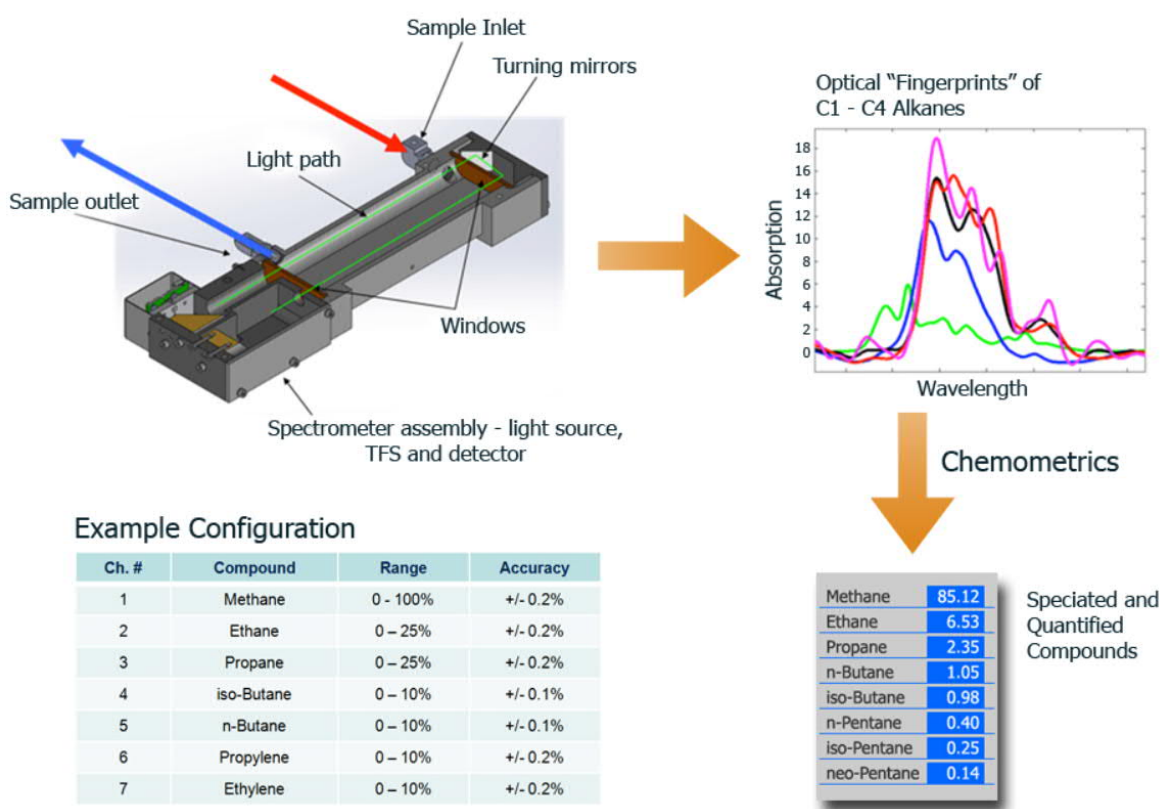 Sample Inlet
Turning mirrors
Light path
Sample outlet
Windows
Spectrometer assembly - light source,
TFS and detector
Optical “Fingerprints” of
C1 - C4 Alkanes
Absorption
18
16
14
12
10
8
6
4
2
0
Wavelength
Chemometrics
Example Configuration
Ch. # Compound Range Accuracy
1 Methane 0 - 100% +/- 0.2%
2 Ethane 0 – 25% +/- 0.2%
3 Propane 0 – 25% +/- 0.2%
4 iso-Butane 0 – 10% +/- 0.1%
5 n-Butane 0 – 10% +/- 0.1%
6 Propylene 0 – 10% +/- 0.2%
7 Ethylene 0 – 10% +/- 0.2%
Methane 85.12
Ethane 6.53
Propane 2.35
n-Butane 1.05
iso-Butane 0.98
n-Pentane 0.40
iso-Pentane 0.25
neo-Pentane 0.14
Speciated and
Quantified
Compounds